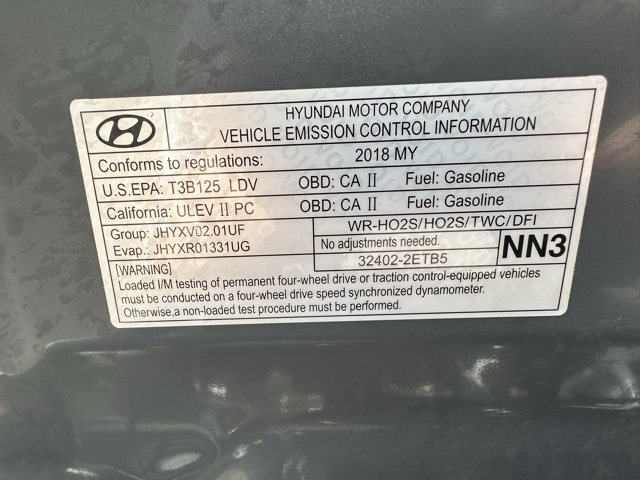 HYUNDAI MOTOR COMPANY
VEHICLE EMISSION CONTROL INFORMATION
Conforms to regulations: 2018 MY
U.S.EPA: T3B125 LDV OBD: CA II Fuel: Gasoline
California: ULEV II PC OBD: CA II Fuel: Gasoline
Group: JHYXV02.01UF WR-HO2S/HO2S/TWC/DFI
Evap.: JHYXR01331UG No adjustments needed. NN3
32402-2ETB5
[WARNING]
Loaded I/M testing of permanent four-wheel drive or traction control-equipped vehicles
must be conducted on a four-wheel drive speed synchronized dynamometer.
Otherwise,a non-loaded test procedure must be performed.